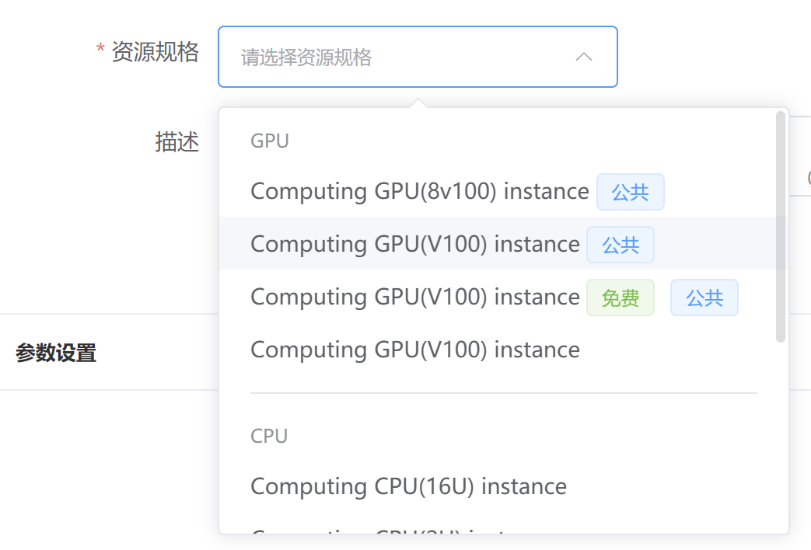 * 资源规格 请选择资源规格
描述
GPU
Computing GPU(8v100) instance 公共
Computing GPU(V100) instance 公共
Computing GPU(V100) instance 免费 公共
Computing GPU(V100) instance
参数设置
CPU
Computing CPU(16U) instance